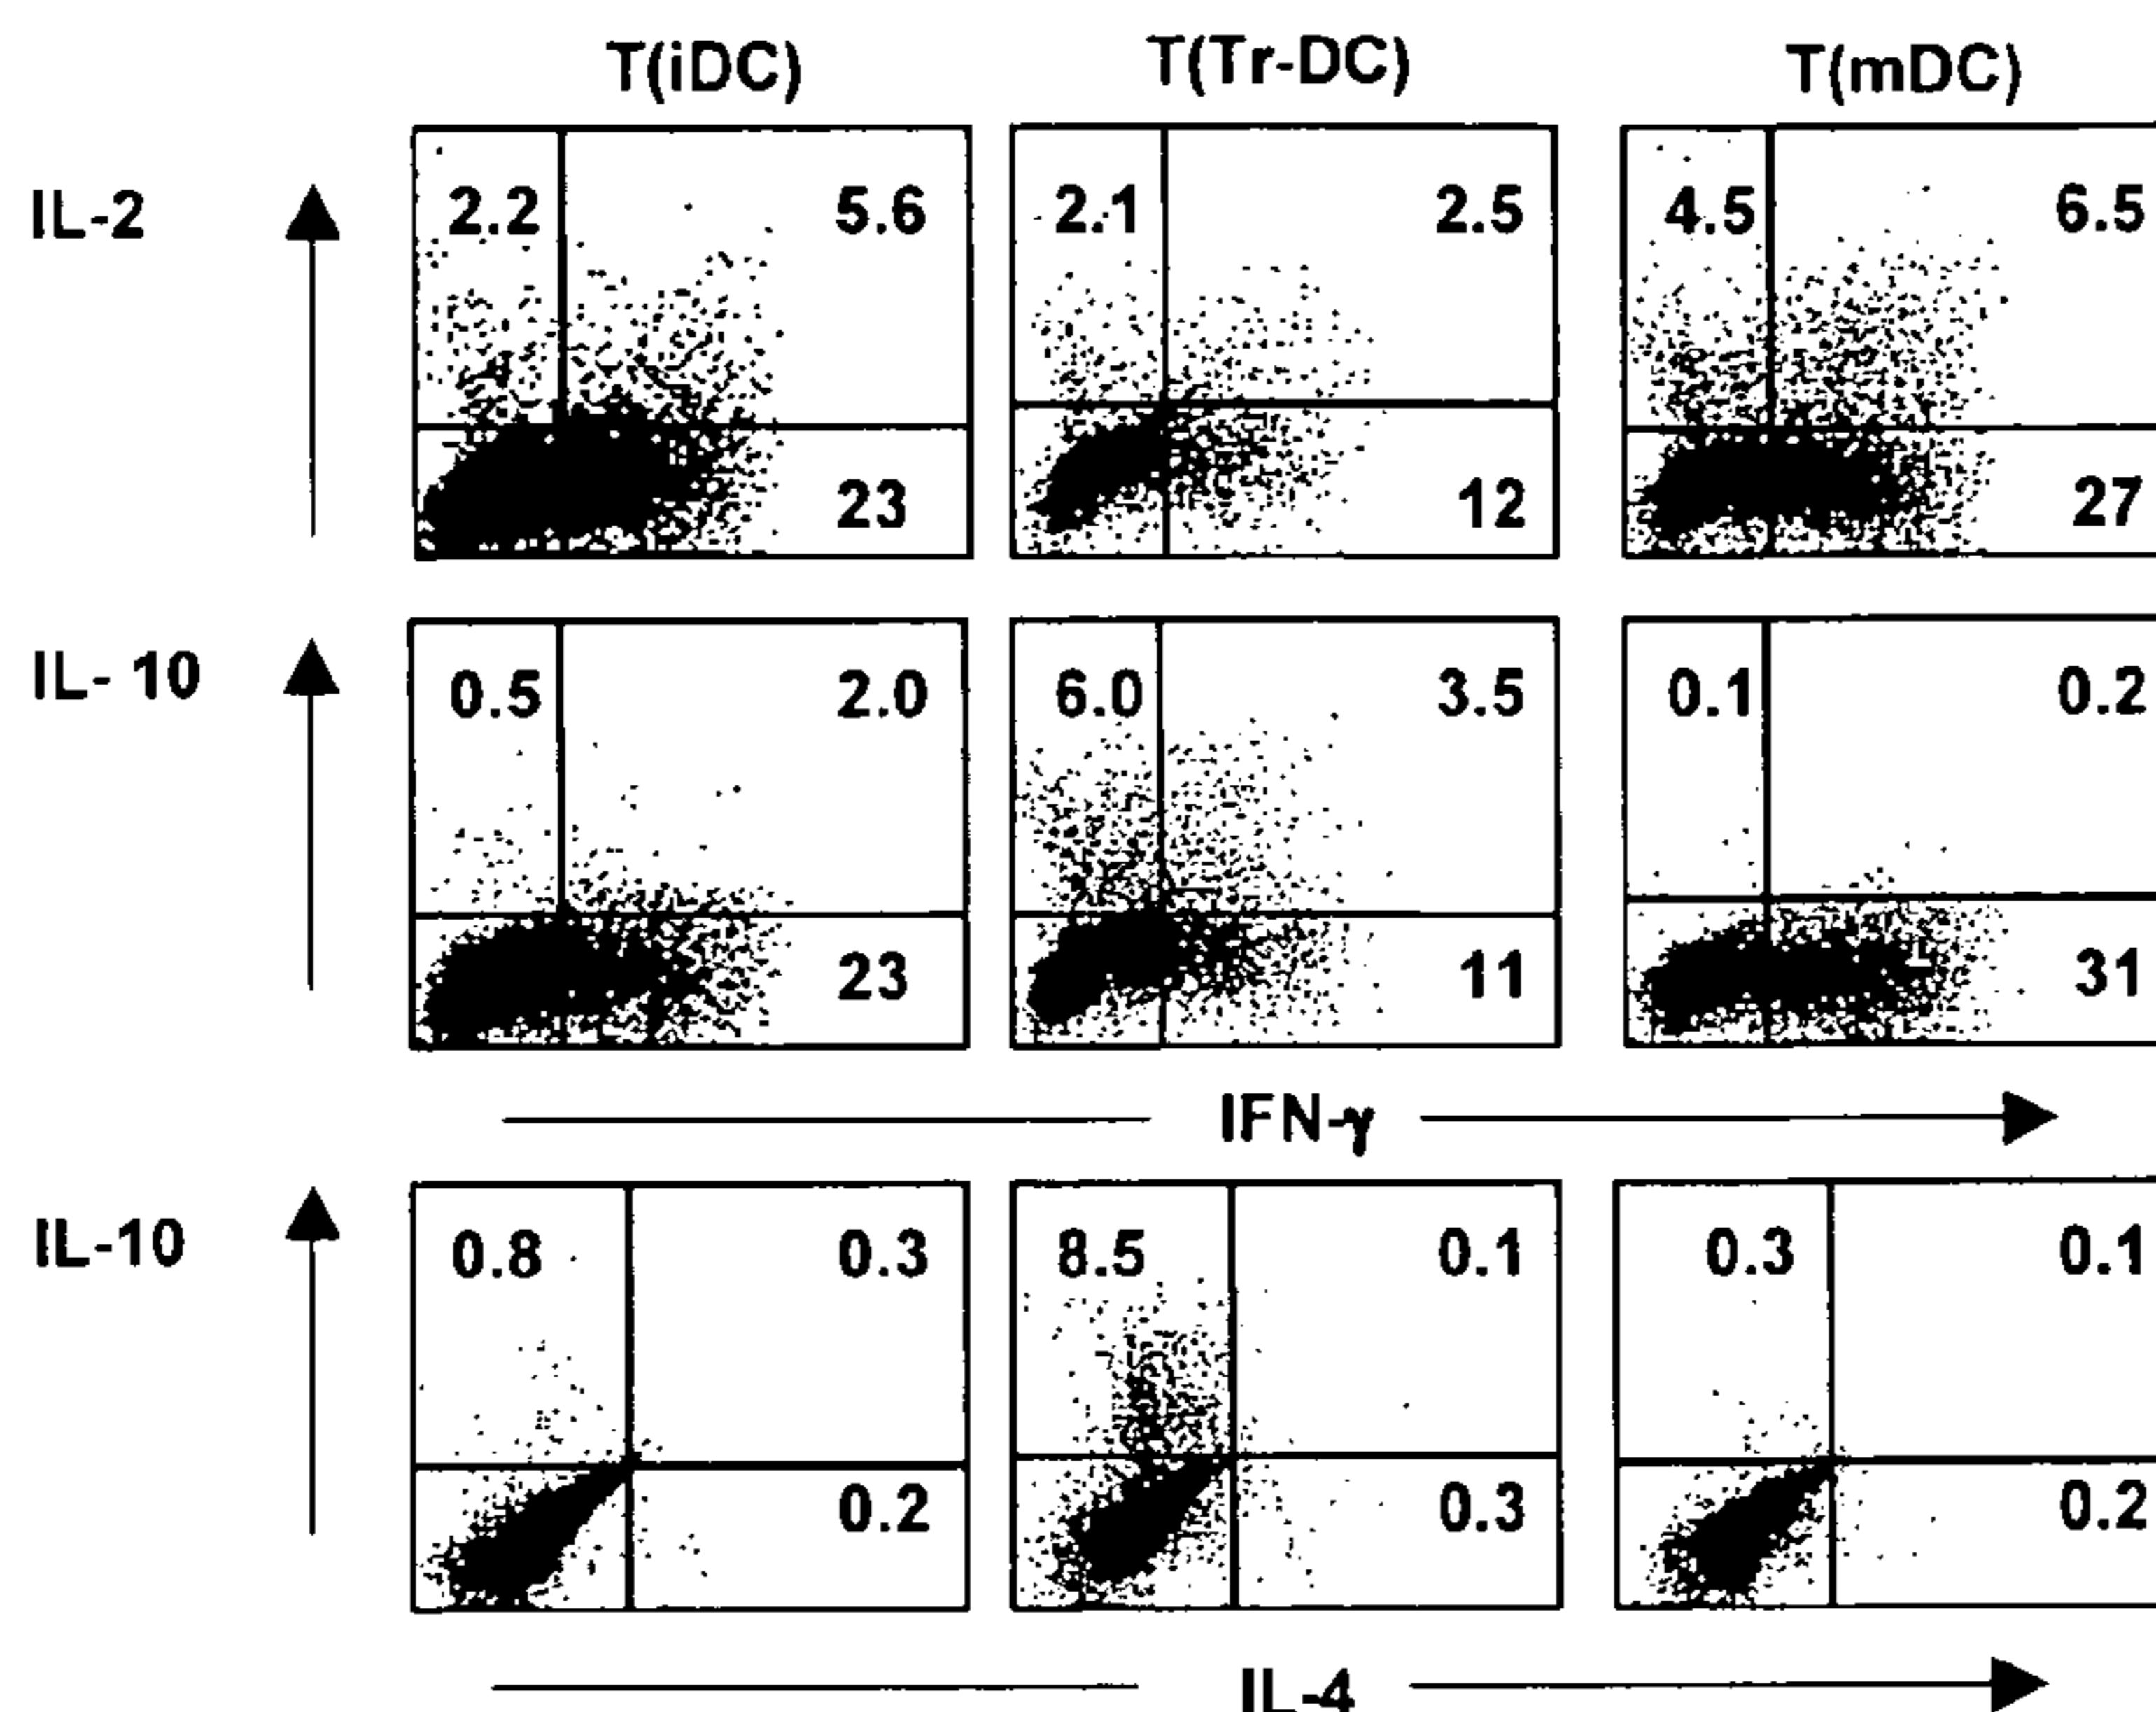 T(iDC) T(Tr-DC) T(mDC)
IL-2 2.2 5.6 2.1 2.5 4.5 6.5
23 12 27
IL- 10 0.5 2.0 6.0 3.5 0.1 0.2
23 11 31
IFN-γ
IL-10 0.8 0.3 8.5 0.1 0.3 0.1
0.2 0.3 0.2
IL-4